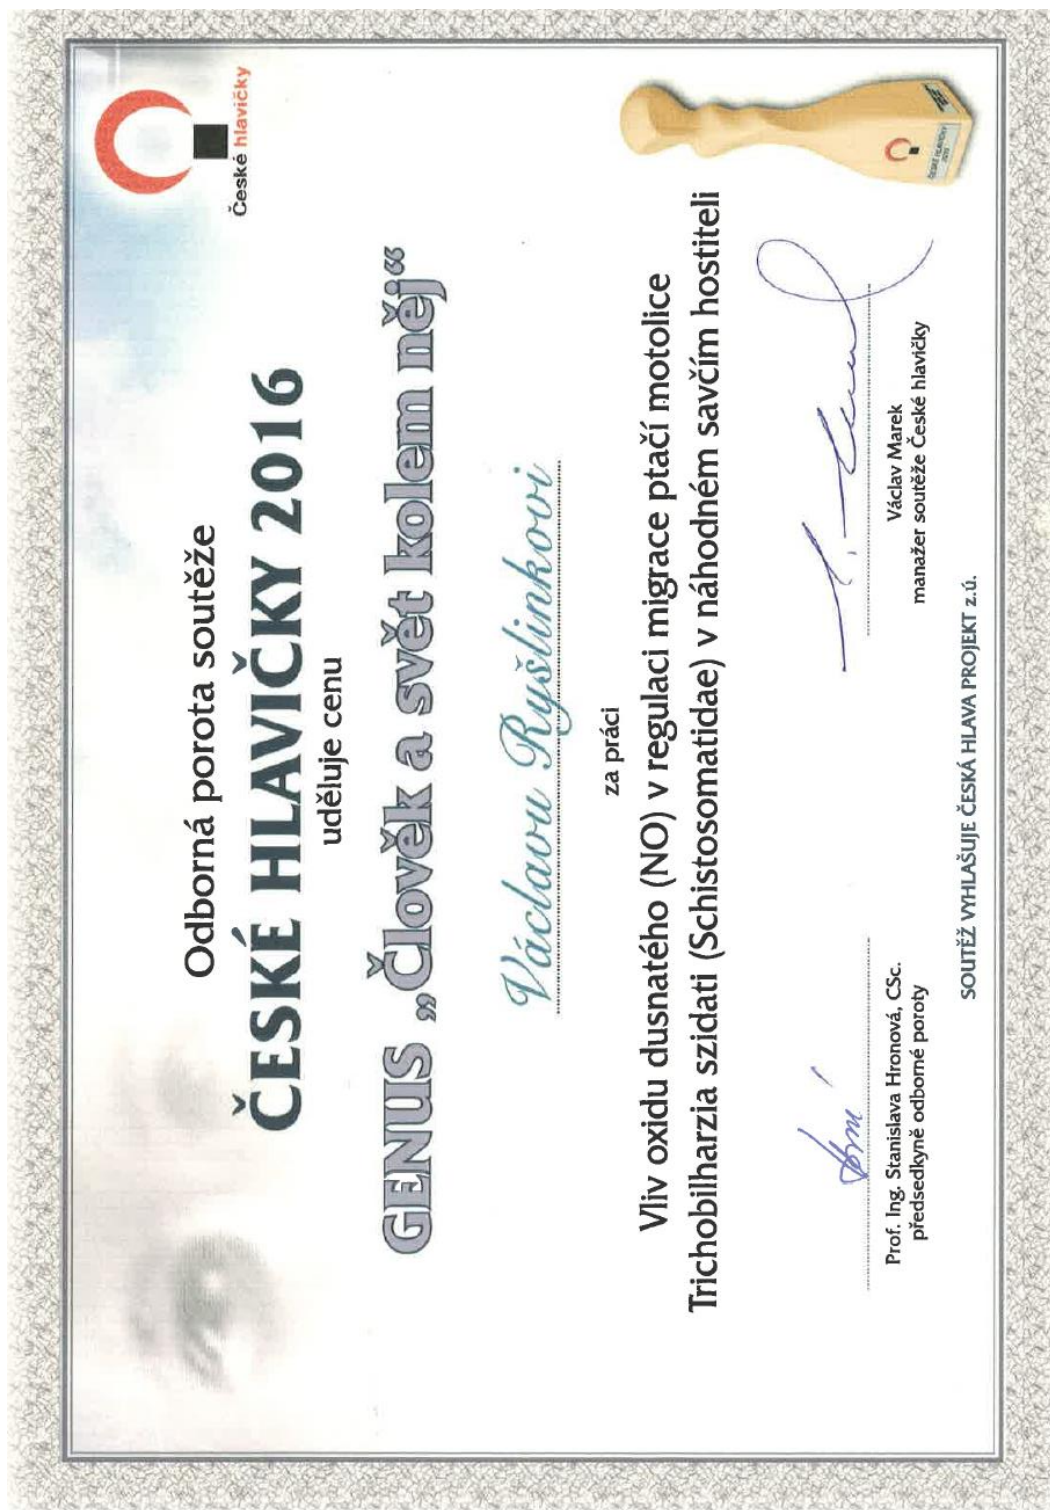 České hlavičky
Odborná porota soutěže
ČESKÉ HLAVIČKY 2016
uděluje cenu
GENUS „Člověk a svět kolem něj“
Václavu Ryšlinkovi
za práci
Vliv oxidu dusnatého (NO) v regulaci migrace ptačí motolice
Trichobilharzia szidati (Schistosomatidae) v náhodném savčím hostiteli
Prof. Ing. Stanislava Hronová, CSc.
předsedkyně odborné poroty
Václav Marek
manažer soutěže České hlavičky
ČESKÉ HLAVIČKY
SOUTĚŽ VYHLAŠUJE ČESKÁ HLAVA PROJEKT z.ú.